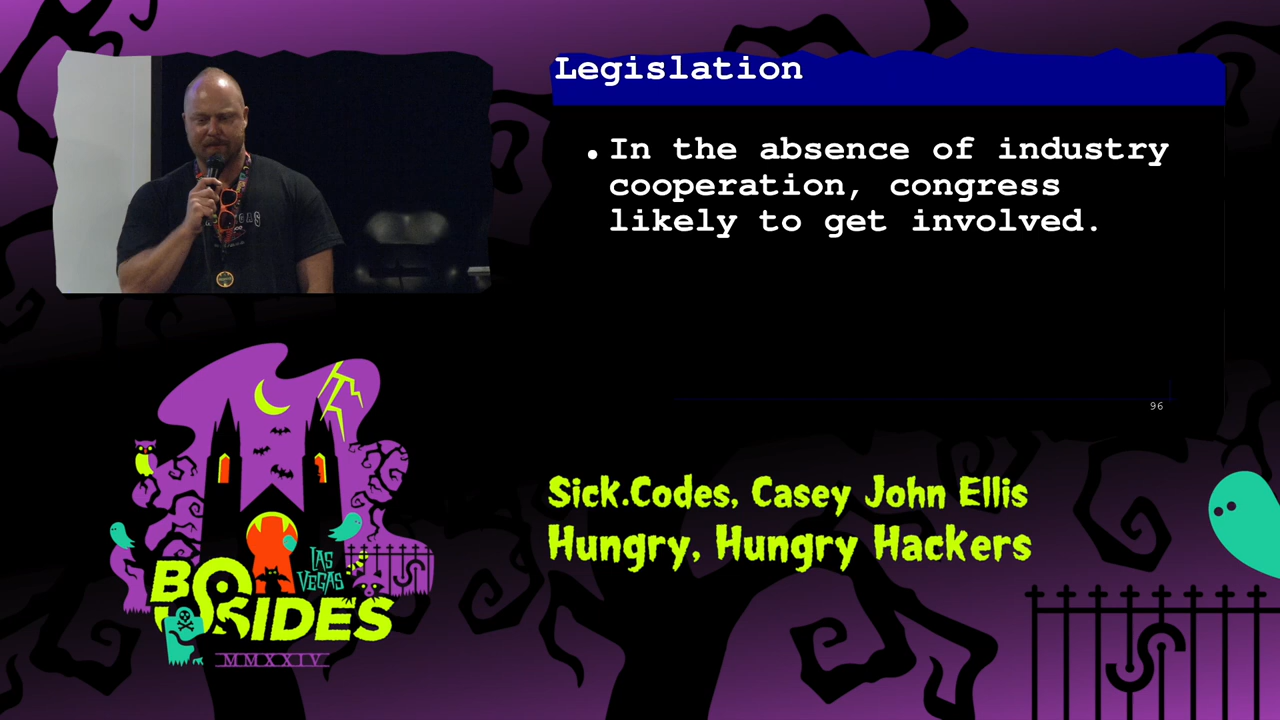 Legislation
• In the absence of industry
cooperation, congress
likely to get involved.
96
Sick.Codes, Casey John Ellis
Hungry, Hungry Hackers
LAS
VEGAS
BSIDES
MMXXIV